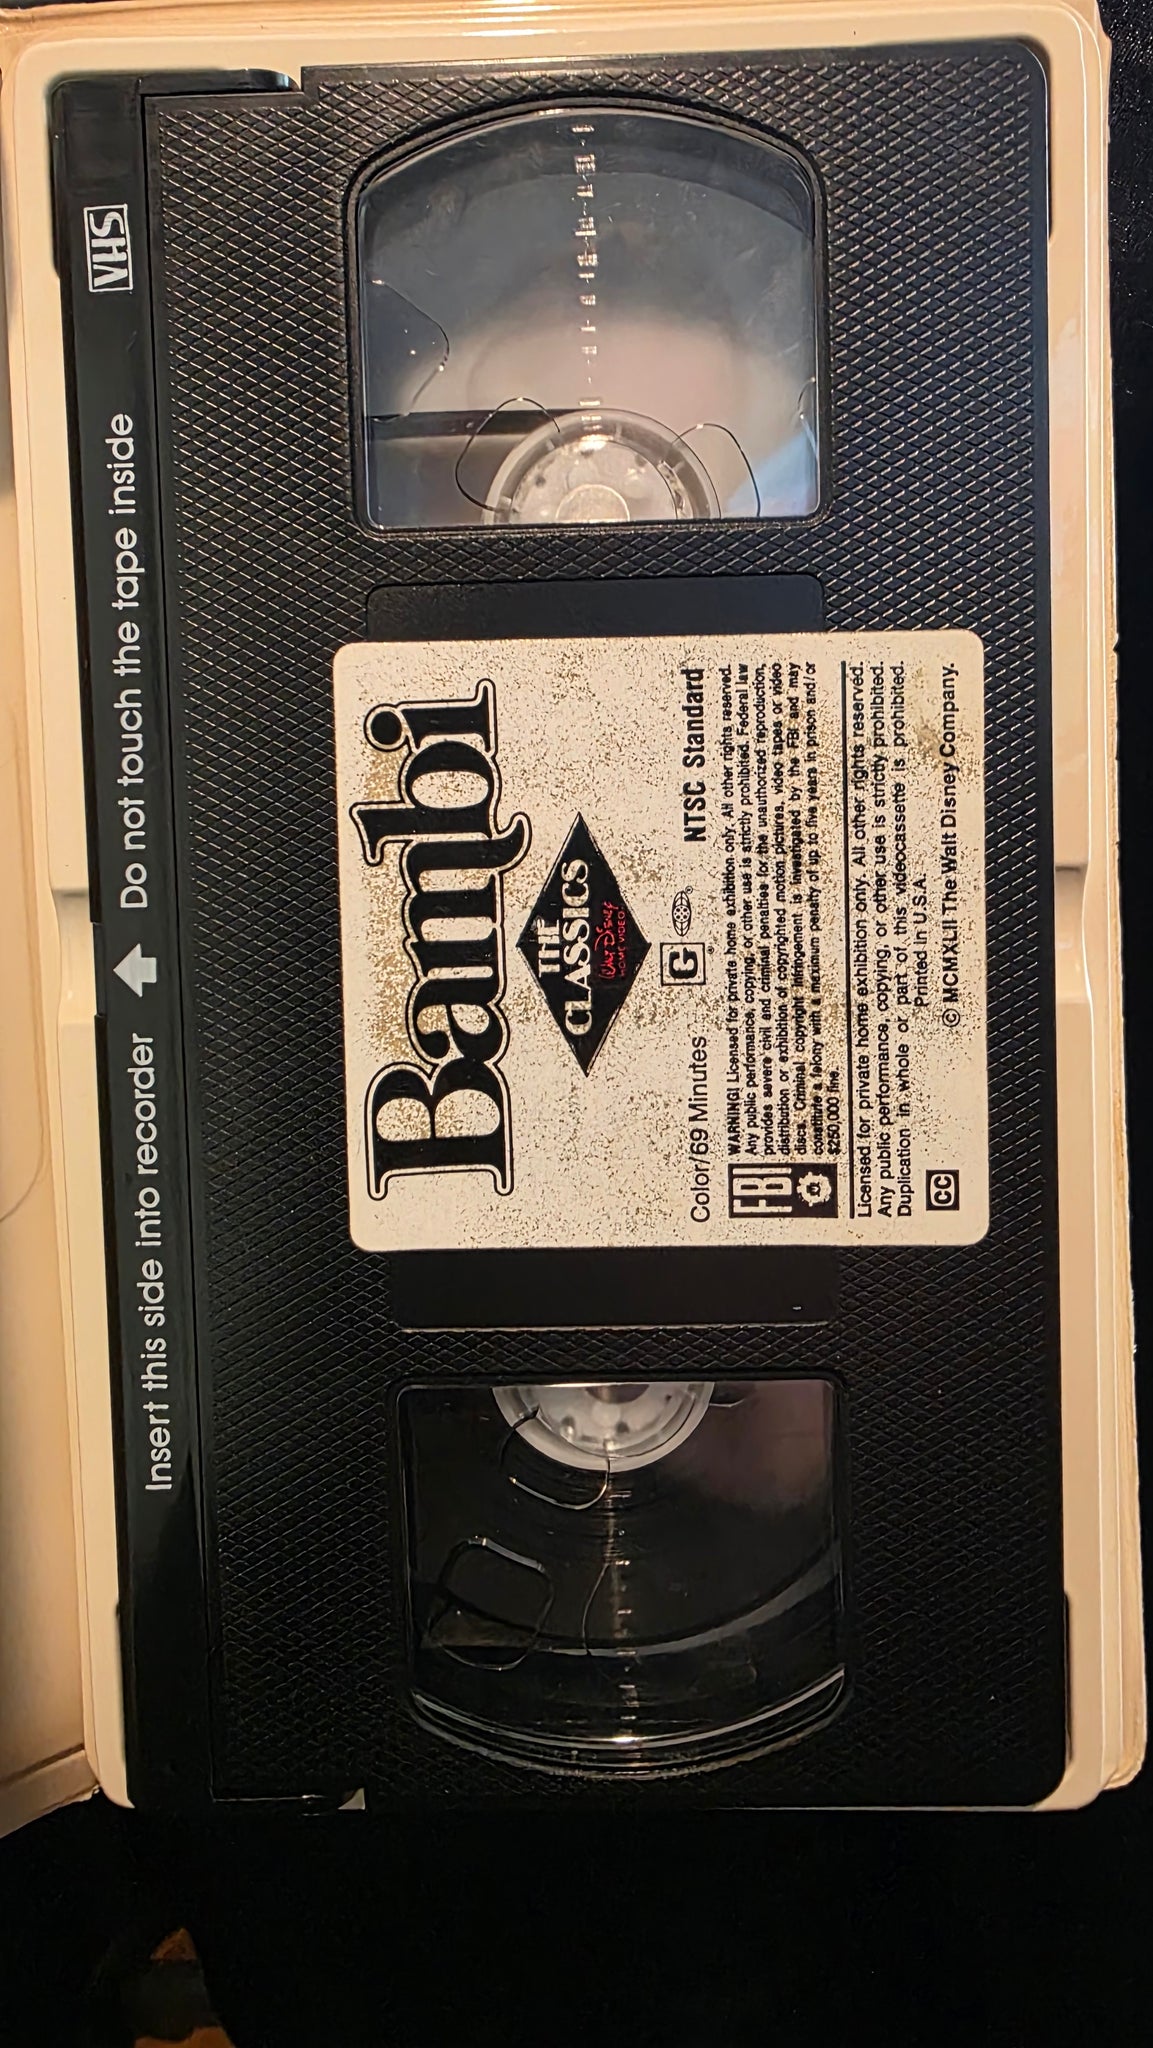 Insert this side into recorder Do not touch the tape inside VHS
Bambi
THE
CLASSICS
WALT DISNEY
HOME VIDEO
Color/69 Minutes G ® NTSC Standard
FBI
WARNING! Licensed for private home exhibition only. All other rights reserved.
Any public performance, copying, or other use is strictly prohibited. Federal law
provides severe civil and criminal penalties for the unauthorized reproduction,
distribution or exhibition of copyrighted motion pictures, video tapes or video
discs. Criminal copyright infringement is investigated by the FBI and may
constitute a felony with a maximum penalty of up to five years in prison and/or
$250,000 fine.
Licensed for private home exhibition only. All other rights reserved.
Any public performance, copying, or other use is strictly prohibited.
Duplication in whole or part of this videocassette is prohibited.
Printed in U.S.A.
CC © MCMXLII The Walt Disney Company.